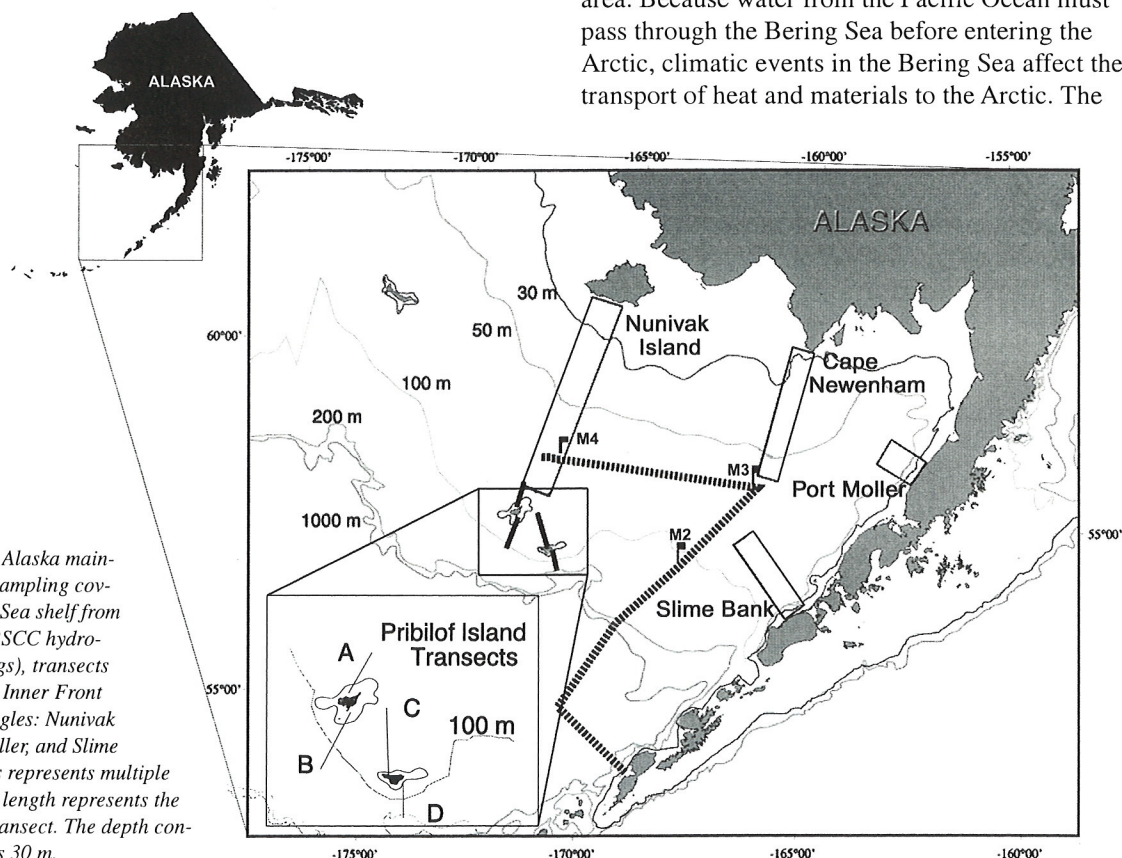 area. Because water from the Pacific Ocean must
pass through the Bering Sea before entering the
Arctic, climatic events in the Bering Sea affect the
transport of heat and materials to the Arctic. The
ALASKA
-175°00'
-170°00'
-165°00'
-160°00'
-155°00'
ALASKA
30 m
50 m
Nunivak
Island
60°00'
Cape
Newenham
100 m
200 m
M4
M3
Port Moller
1000 m
M2
55°00'
Slime Bank
Pribilof Island
Transects
A
C
100 m
B
D
55°00'
-175°00'
-170°00'
-165°00'
-160°00'
Alaska main-
ampling cov-
Sea shelf from
SCC hydro-
gs), transects
Inner Front
gles: Nunivak
ller, and Slime
s represents multiple
length represents the
ansect. The depth con-
s 30 m.